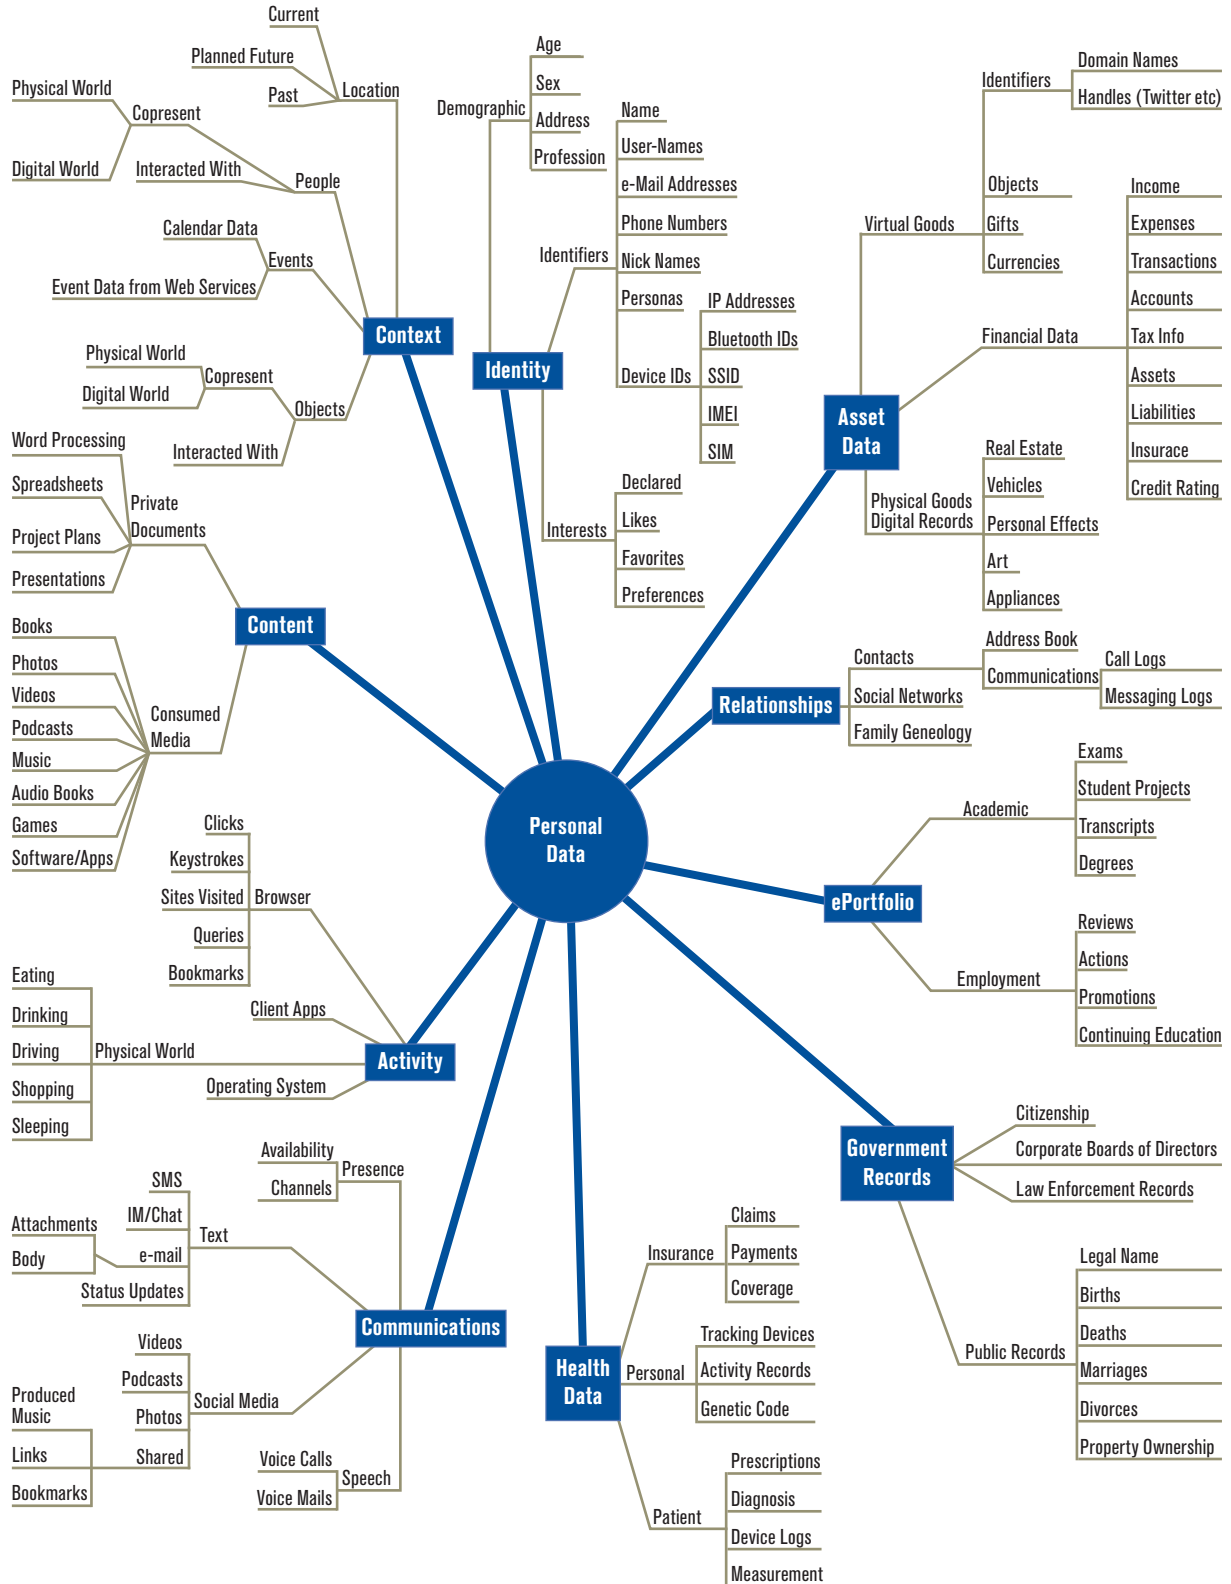 Current
Planned Future
Past
Location
Physical World
Copresent
Digital World
Interacted With
People
Calendar Data
Events
Event Data from Web Services
Context
Physical World
Copresent
Digital World
Objects
Interacted With
Age
Sex
Demographic
Address
Profession
Name
User-Names
e-Mail Addresses
Phone Numbers
Identifiers
Nick Names
Personas
IP Addresses
Bluetooth IDs
Device IDs
SSID
IMEI
SIM
Identity
Declared
Likes
Interests
Favorites
Preferences
Domain Names
Identifiers
Handles (Twitter etc)
Objects
Virtual Goods
Gifts
Currencies
Income
Expenses
Transactions
Accounts
Financial Data
Tax Info
Assets
Liabilities
Insurace
Credit Rating
Asset
Data
Real Estate
Vehicles
Physical Goods
Digital Records
Personal Effects
Art
Appliances
Word Processing
Spreadsheets
Private
Documents
Project Plans
Presentations
Content
Books
Photos
Videos
Consumed
Media
Podcasts
Music
Audio Books
Games
Software/Apps
Relationships
Contacts
Address Book
Communications
Call Logs
Messaging Logs
Social Networks
Family Geneology
Personal
Data
Exams
Academic
Student Projects
Transcripts
Degrees
ePortfolio
Reviews
Actions
Employment
Promotions
Continuing Education
Clicks
Keystrokes
Sites Visited
Browser
Queries
Bookmarks
Client Apps
Eating
Drinking
Driving
Physical World
Shopping
Sleeping
Activity
Operating System
Government
Records
Citizenship
Corporate Boards of Directors
Law Enforcement Records
Legal Name
Births
Deaths
Public Records
Marriages
Divorces
Property Ownership
Availability
Presence
Channels
SMS
IM/Chat
Text
Attachments
e-mail
Body
Status Updates
Communications
Videos
Podcasts
Social Media
Photos
Produced
Music
Links
Shared
Bookmarks
Voice Calls
Speech
Voice Mails
Claims
Insurance
Payments
Coverage
Health
Data
Tracking Devices
Personal
Activity Records
Genetic Code
Prescriptions
Diagnosis
Patient
Device Logs
Measurement